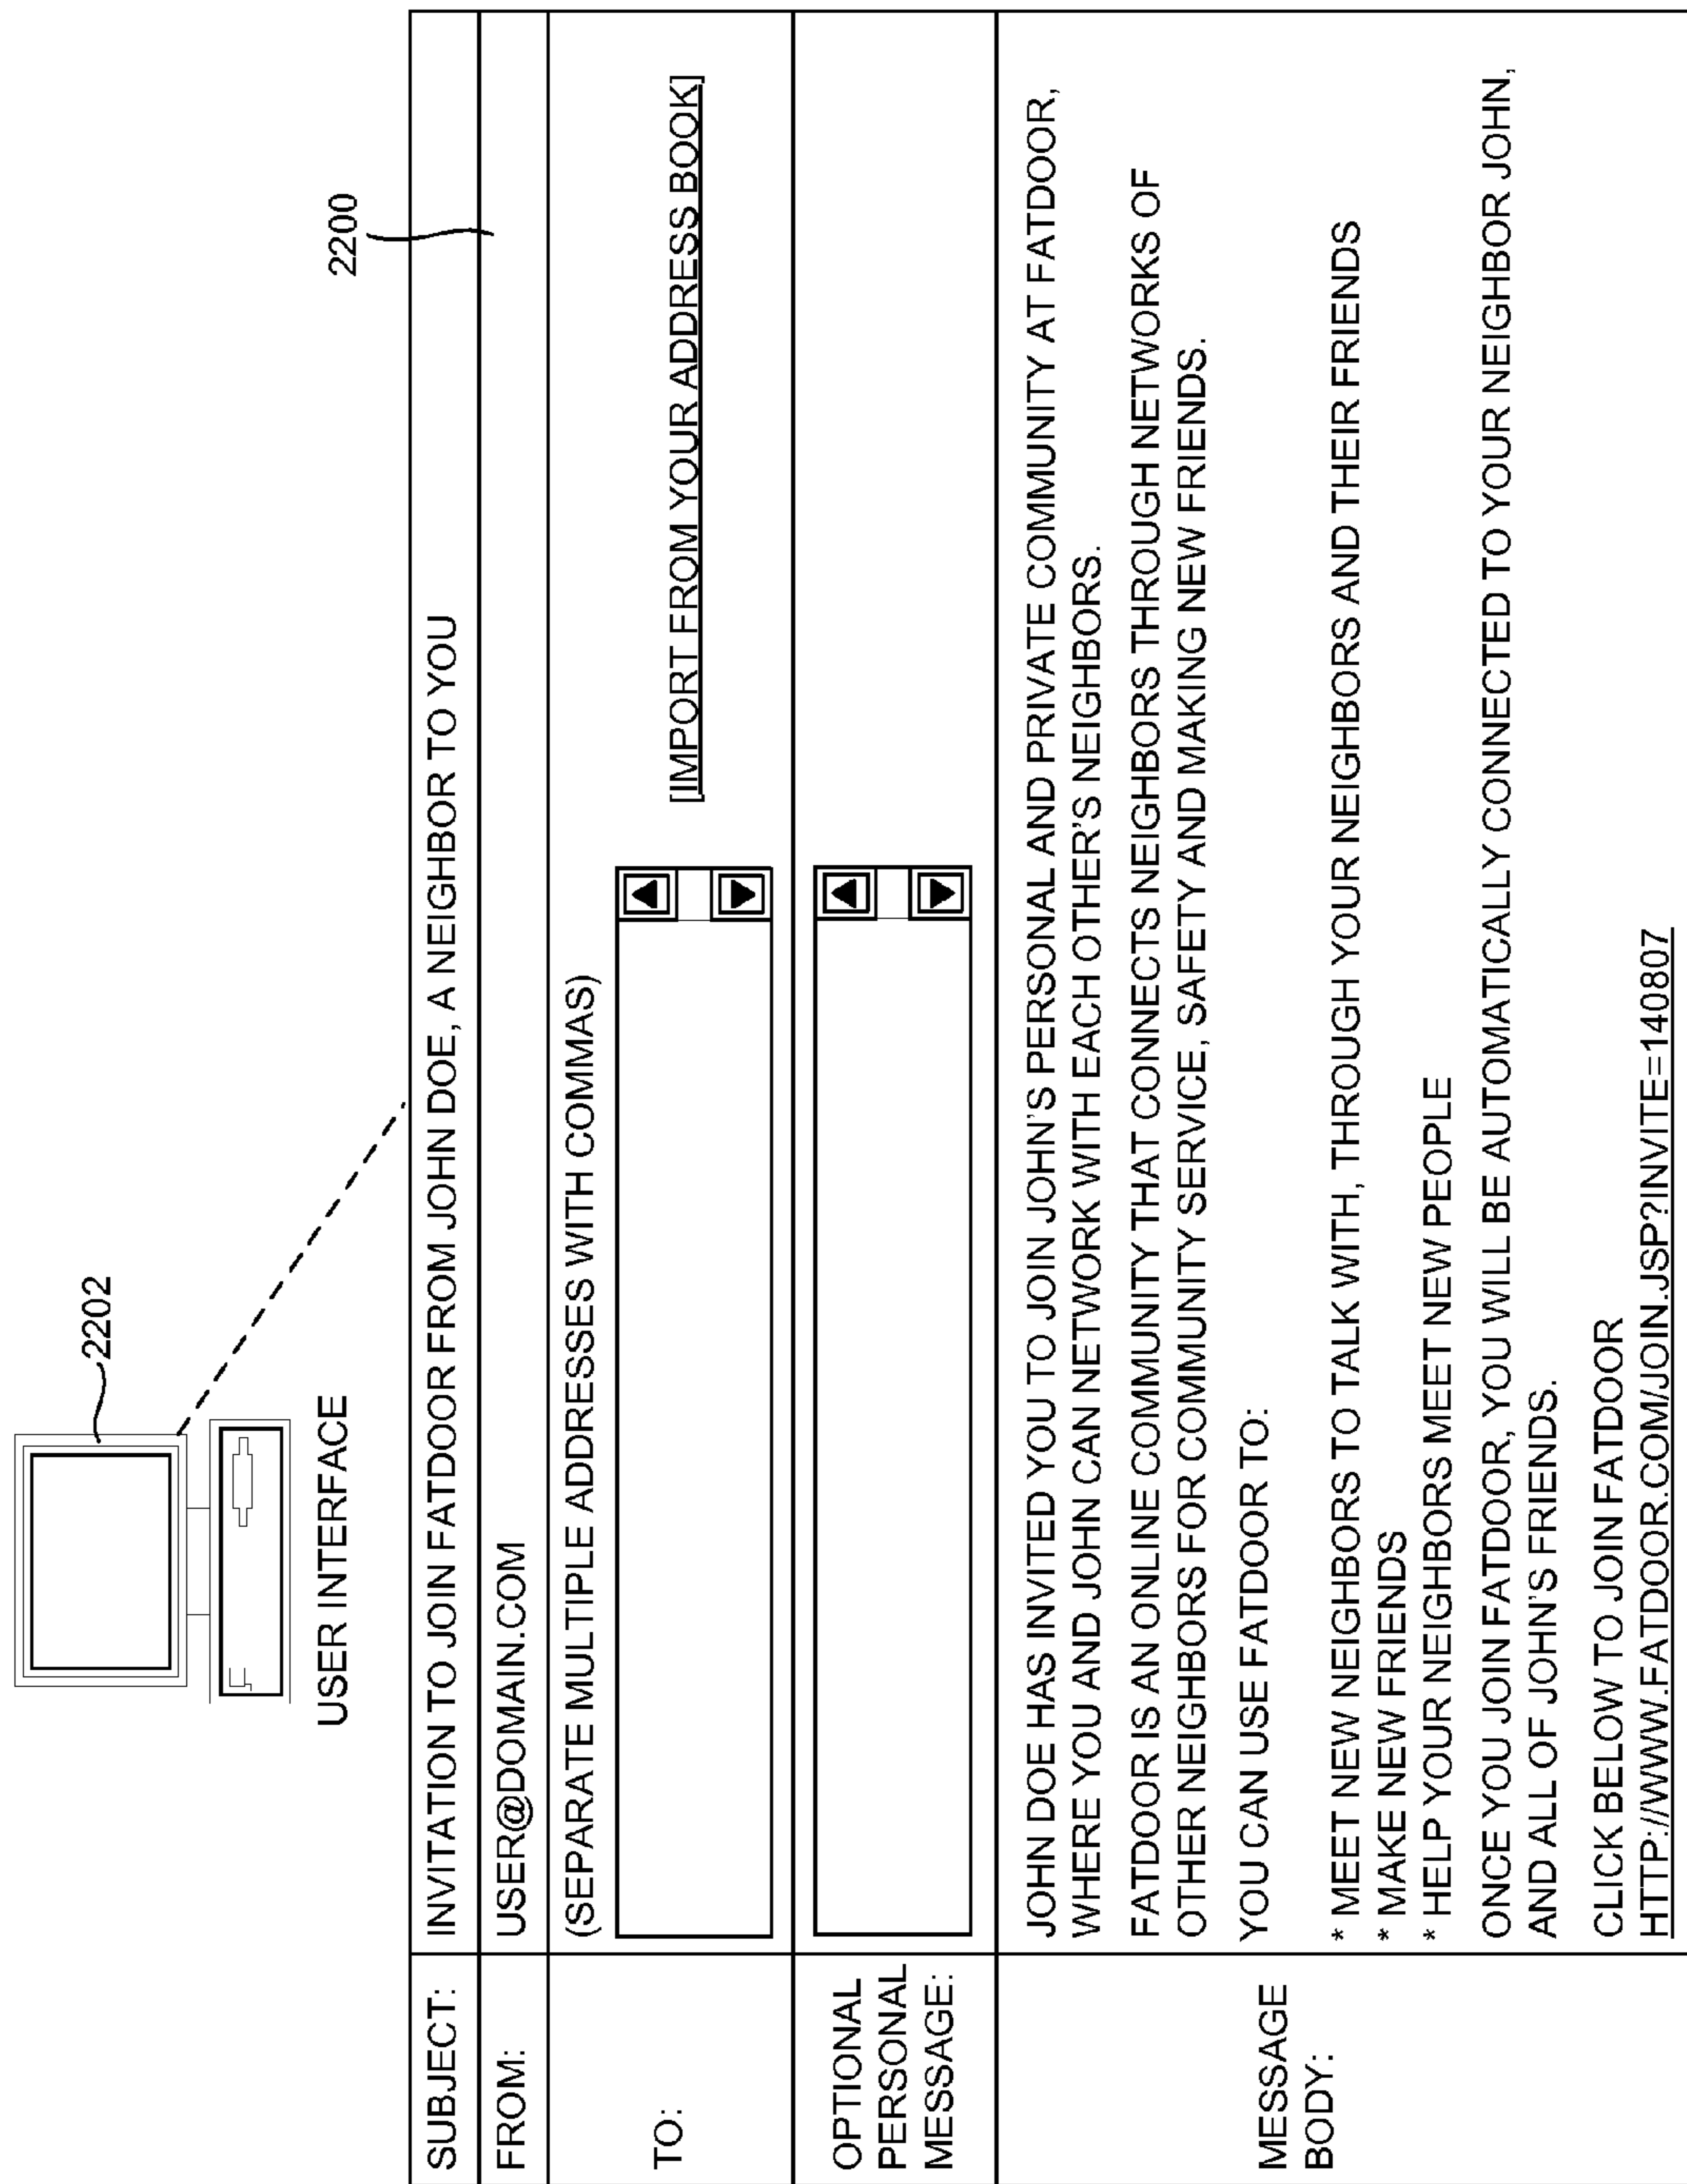 2202
USER INTERFACE
2200
SUBJECT:
INVITATION TO JOIN FATDOOR FROM JOHN DOE, A NEIGHBOR TO YOU
FROM:
USER@DOMAIN.COM
TO:
(SEPARATE MULTIPLE ADDRESSES WITH COMMAS)
[IMPORT FROM YOUR ADDRESS BOOK]
OPTIONAL
PERSONAL
MESSAGE:
MESSAGE
BODY:
JOHN DOE HAS INVITED YOU TO JOIN JOHN'S PERSONAL AND PRIVATE COMMUNITY AT FATDOOR,
WHERE YOU AND JOHN CAN NETWORK WITH EACH OTHER'S NEIGHBORS.
FATDOOR IS AN ONLINE COMMUNITY THAT CONNECTS NEIGHBORS THROUGH NETWORKS OF
OTHER NEIGHBORS FOR COMMUNITY SERVICE, SAFETY AND MAKING NEW FRIENDS.
YOU CAN USE FATDOOR TO:
* MEET NEW NEIGHBORS TO TALK WITH, THROUGH YOUR NEIGHBORS AND THEIR FRIENDS
* MAKE NEW FRIENDS
* HELP YOUR NEIGHBORS MEET NEW PEOPLE
ONCE YOU JOIN FATDOOR, YOU WILL BE AUTOMATICALLY CONNECTED TO YOUR NEIGHBOR JOHN,
AND ALL OF JOHN'S FRIENDS.
CLICK BELOW TO JOIN FATDOOR
HTTP://WWW.FATDOOR.COM/JOIN.JSP?INVITE=140807